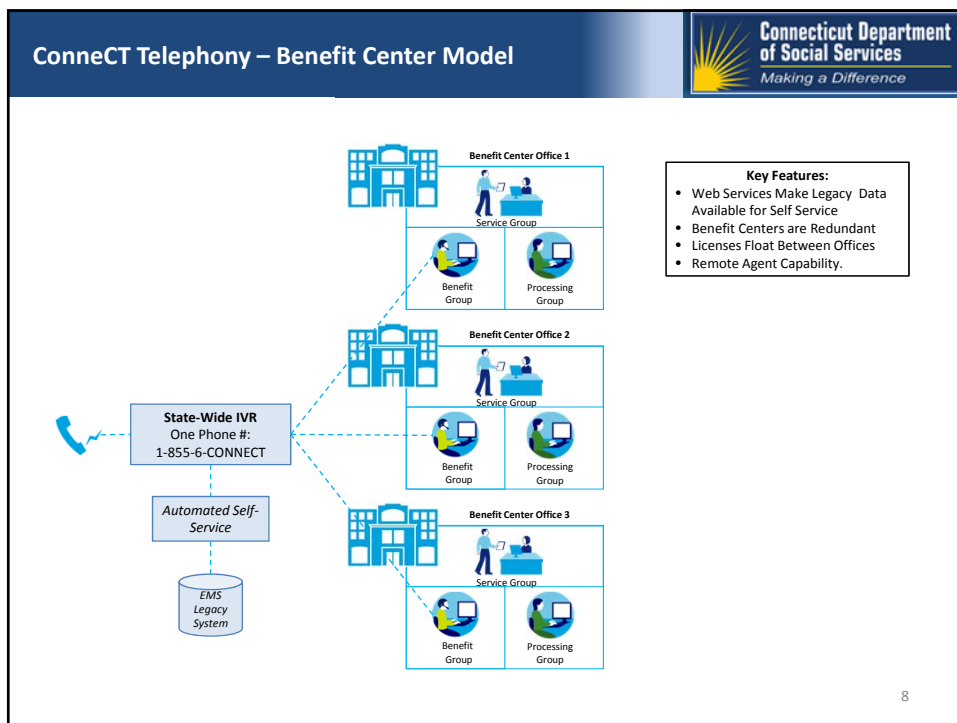 ConneCT Telephony – Benefit Center Model
Connecticut Department
of Social Services
Making a Difference
Benefit Center Office 1
Service Group
Benefit
Group
Processing
Group
Key Features:
• Web Services Make Legacy Data
Available for Self Service
• Benefit Centers are Redundant
• Licenses Float Between Offices
• Remote Agent Capability.
Benefit Center Office 2
Service Group
Benefit
Group
Processing
Group
State-Wide IVR
One Phone #:
1-855-6-CONNECT
Automated Self-
Service
EMS
Legacy
System
Benefit Center Office 3
Service Group
Benefit
Group
Processing
Group
8